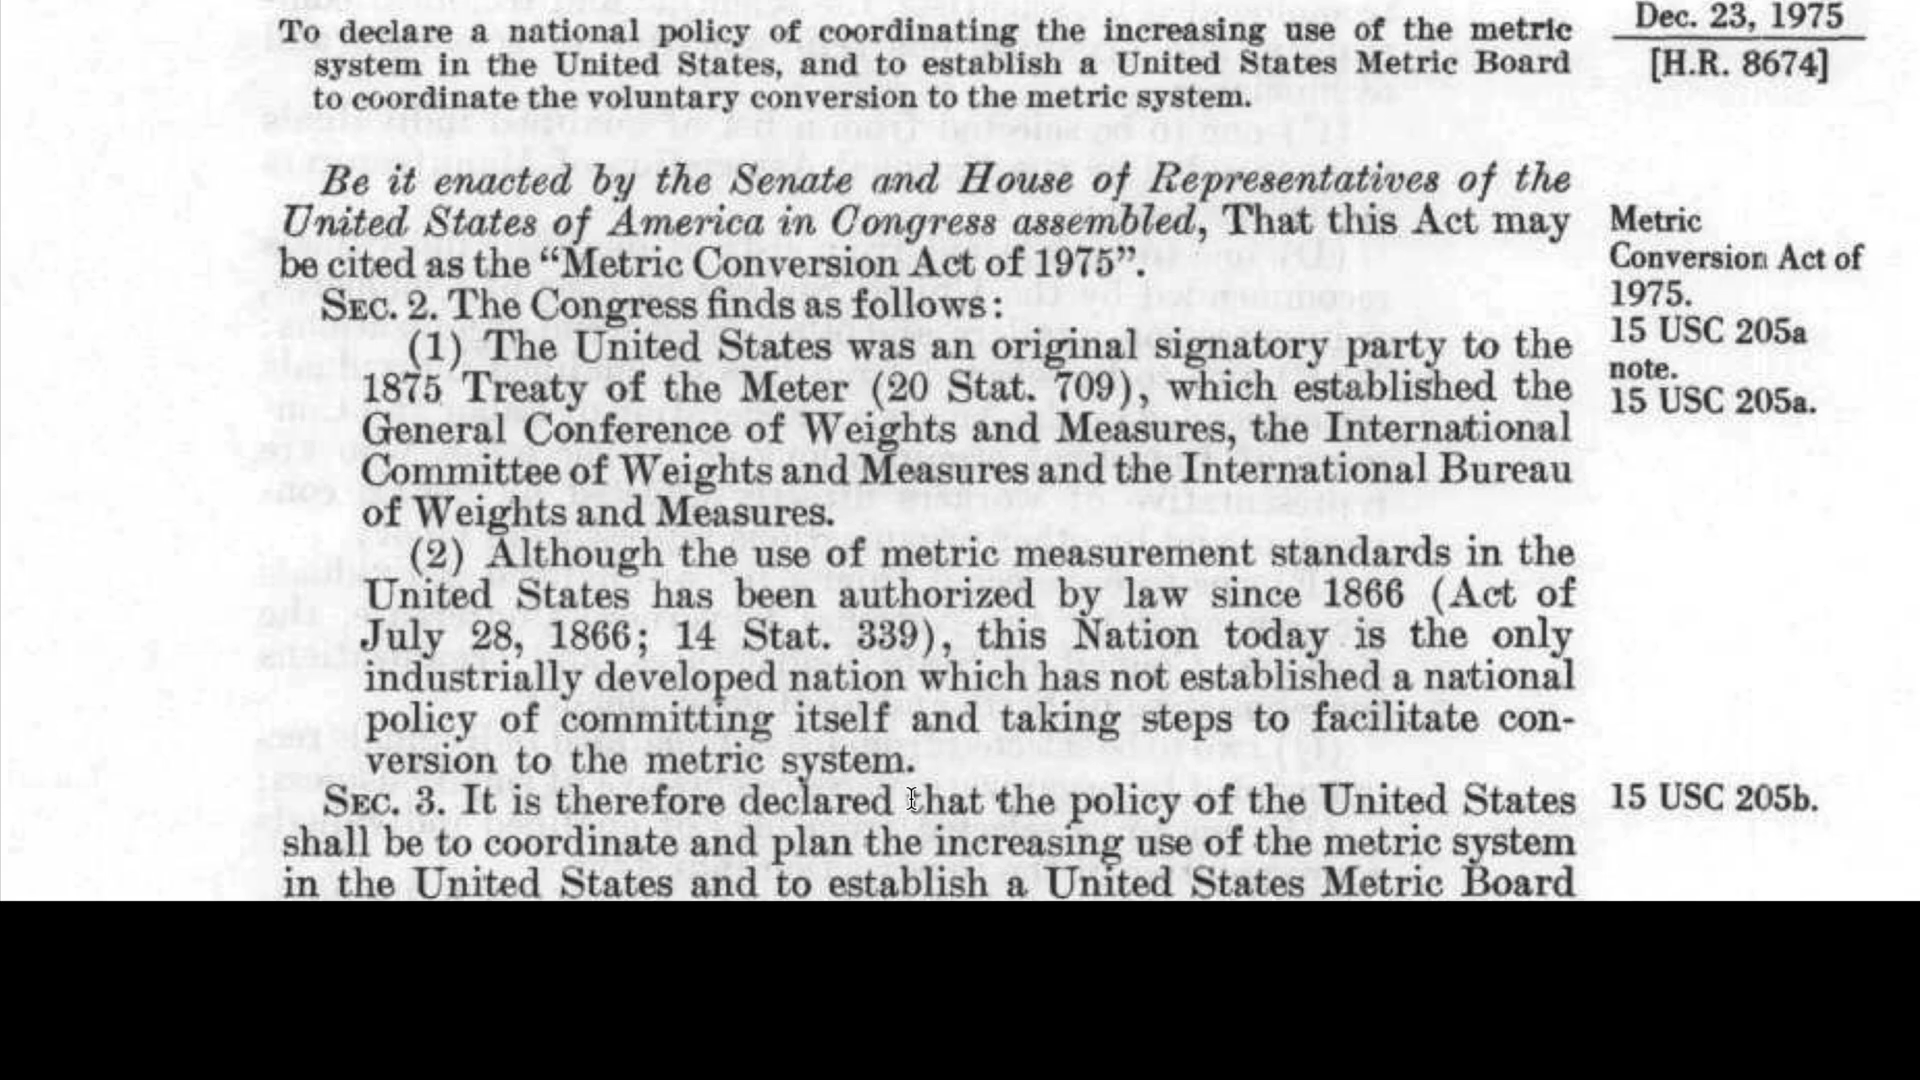 To declare a national policy of coordinating the increasing use of the metric
system in the United States, and to establish a United States Metric Board
to coordinate the voluntary conversion to the metric system.
Dec. 23, 1975
[H.R. 8674]
Be it enacted by the Senate and House of Representatives of the
United States of America in Congress assembled, That this Act may
be cited as the “Metric Conversion Act of 1975”.
Metric
Conversion Act of
1975.
15 USC 205a
note.
15 USC 205a.
SEC. 2. The Congress finds as follows:
(1) The United States was an original signatory party to the
1875 Treaty of the Meter (20 Stat. 709), which established the
General Conference of Weights and Measures, the International
Committee of Weights and Measures and the International Bureau
of Weights and Measures.
(2) Although the use of metric measurement standards in the
United States has been authorized by law since 1866 (Act of
July 28, 1866; 14 Stat. 339), this Nation today is the only
industrially developed nation which has not established a national
policy of committing itself and taking steps to facilitate con-
version to the metric system.
SEC. 3. It is therefore declared that the policy of the United States
shall be to coordinate and plan the increasing use of the metric system
in the United States and to establish a United States Metric Board
15 USC 205b.